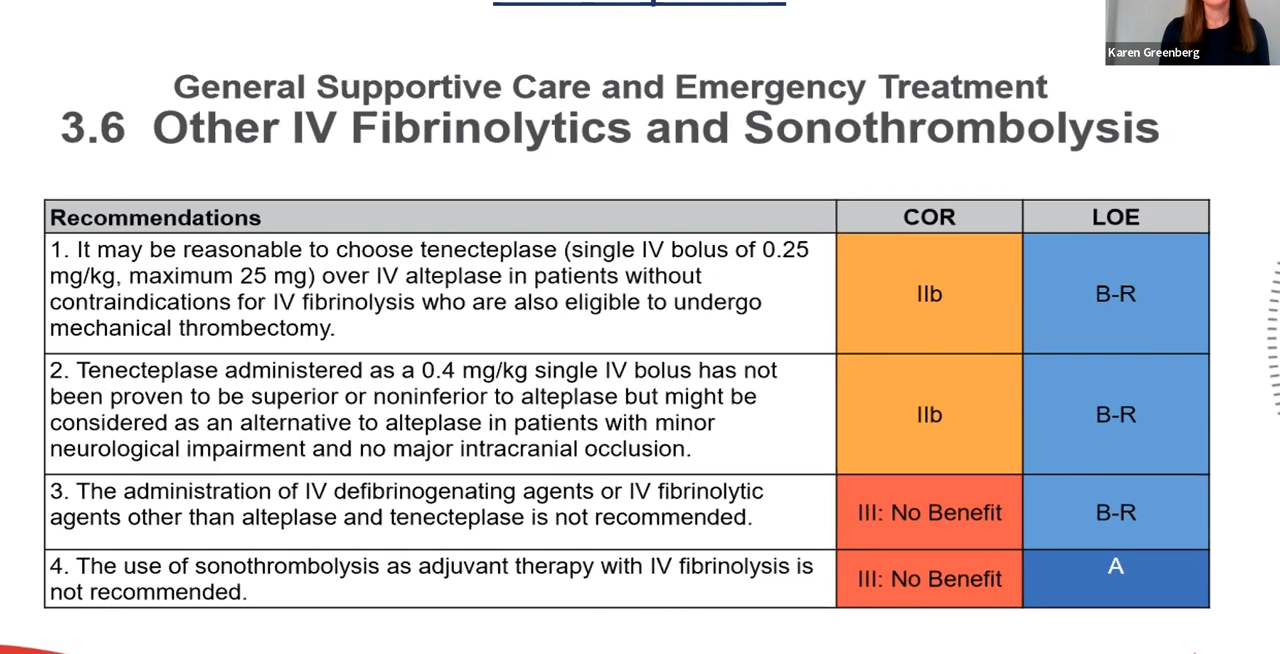 Karen Greenberg
General Supportive Care and Emergency Treatment
3.6 Other IV Fibrinolytics and Sonothrombolysis
Recommendations COR LOE
1. It may be reasonable to choose tenecteplase (single IV bolus of 0.25
mg/kg, maximum 25 mg) over IV alteplase in patients without
contraindications for IV fibrinolysis who are also eligible to undergo
mechanical thrombectomy.
IIb B-R
2. Tenecteplase administered as a 0.4 mg/kg single IV bolus has not
been proven to be superior or noninferior to alteplase but might be
considered as an alternative to alteplase in patients with minor
neurological impairment and no major intracranial occlusion.
IIb B-R
3. The administration of IV defibrinogenating agents or IV fibrinolytic
agents other than alteplase and tenecteplase is not recommended.
III: No Benefit B-R
4. The use of sonothrombolysis as adjuvant therapy with IV fibrinolysis is
not recommended.
III: No Benefit A